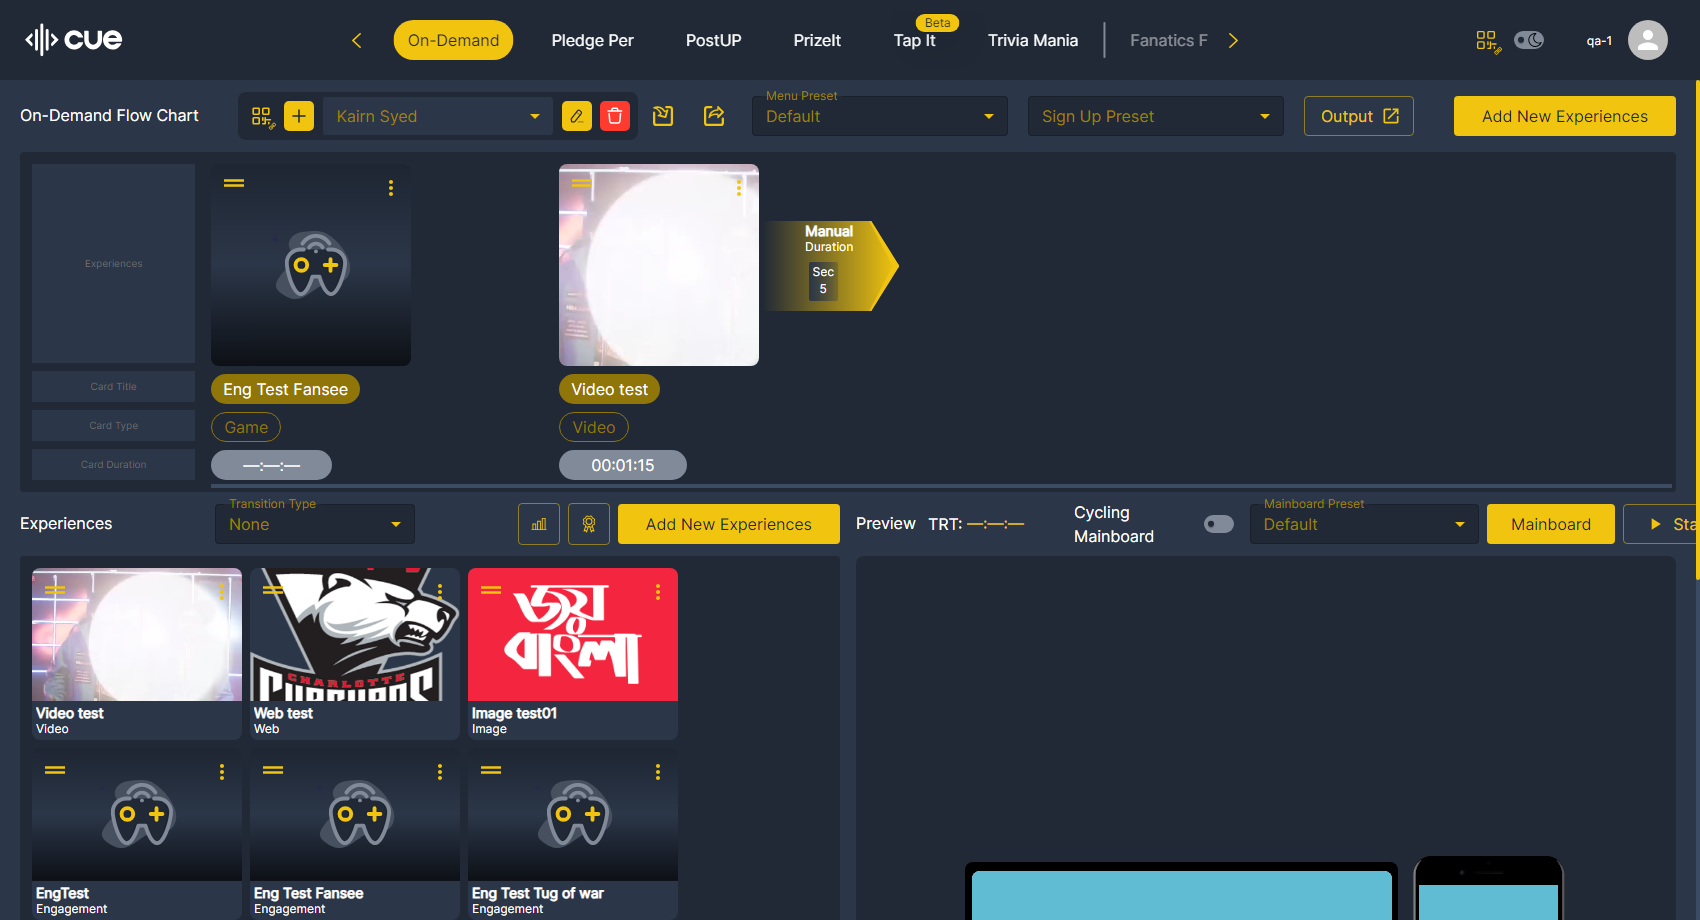 cue
On-Demand
Pledge Per
PostUP
PrizeIt
Beta
Tap It
Trivia Mania
Fanatics F
qa-1
On-Demand Flow Chart
Kairn Syed
Menu Preset
Default
Sign Up Preset
Output
Add New Experiences
Experiences
Card Title
Card Type
Card Duration
Eng Test Fansee
Game
—:—:—
Video test
Video
00:01:15
Manual
Duration
Sec
5
Experiences
Transition Type
None
Add New Experiences
Preview
TRT: —:—:—
Cycling
Mainboard
Mainboard Preset
Default
Mainboard
Sta
CHARLOTTE
জয়
বাংলা
Video test
Video
Web test
Web
Image test01
Image
EngTest
Engagement
Eng Test Fansee
Engagement
Eng Test Tug of war
Engagement